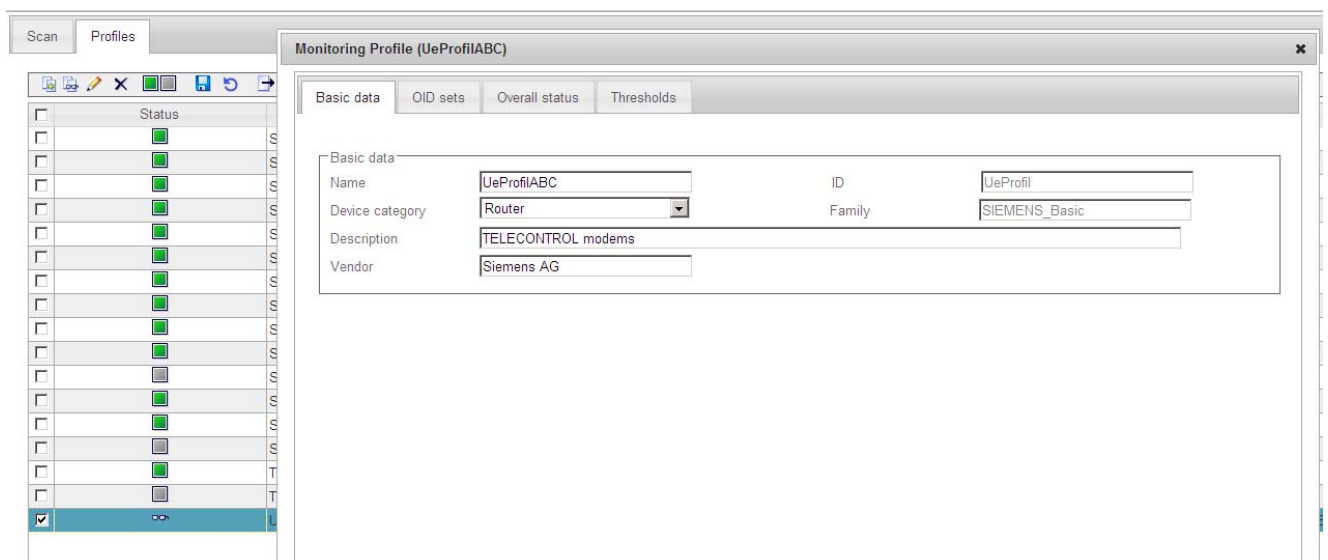 Scan Profiles
Monitoring Profile (UeProfilABC)
Basic data OID sets Overall status Thresholds
Status
Basic data
Name UeProfilABC ID UeProfil
Device category Router Family SIEMENS_Basic
Description TELECONTROL modems
Vendor Siemens AG
S
S
S
S
S
S
S
S
S
S
S
S
S
S
T
T
U